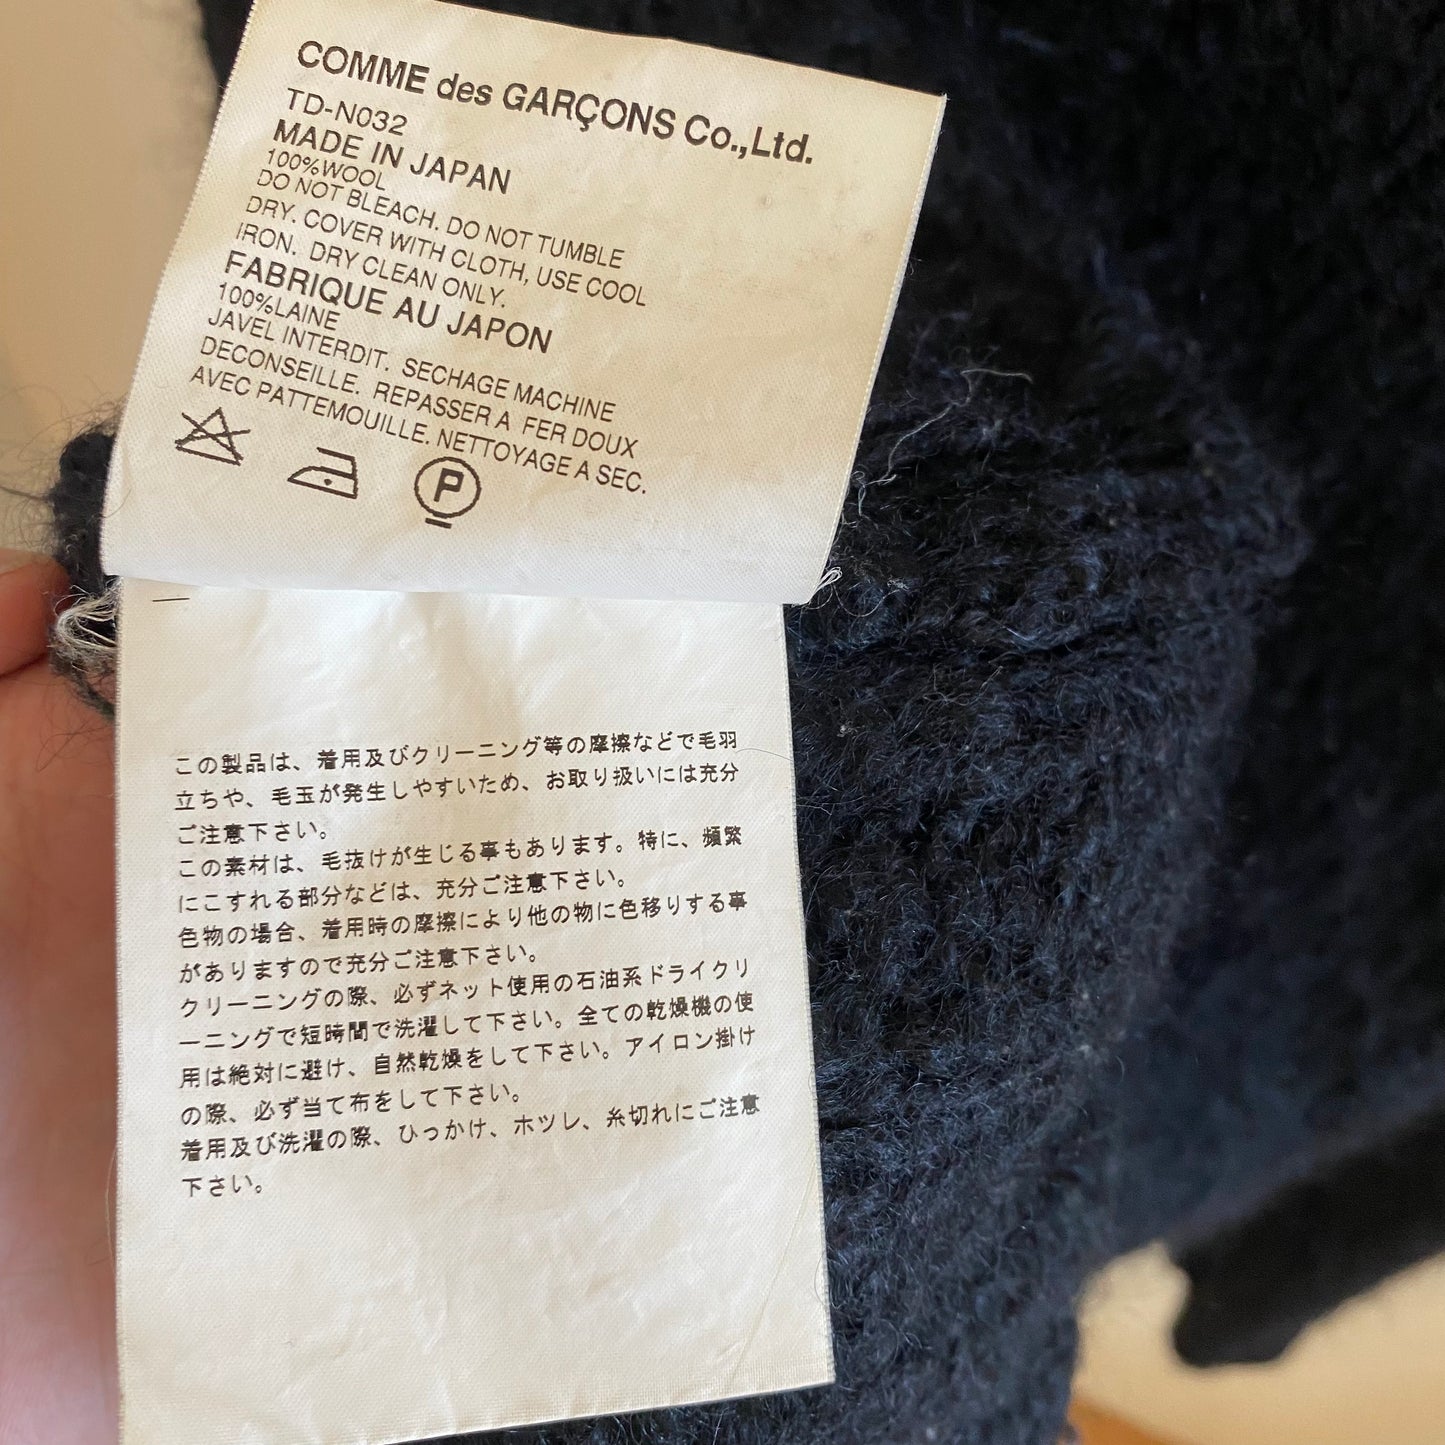 COMME des GARÇONS Co.,Ltd.
TD-N032
MADE IN JAPAN
100%WOOL
DO NOT BLEACH. DO NOT TUMBLE
DRY. COVER WITH CLOTH, USE COOL
IRON. DRY CLEAN ONLY.
FABRIQUE AU JAPON
100%LAINE
JAVEL INTERDIT. SECHAGE MACHINE
DECONSEILLE. REPASSER A FER DOUX
AVEC PATTEMOUILLE. NETTOYAGE A SEC.
P
この製品は、着用及びクリーニング等の摩擦などで毛羽
立ちや、毛玉が発生しやすいため、お取り扱いには充分
ご注意下さい。
この素材は、毛抜けが生じる事もあります。特に、頻繁
にこすれる部分などは、充分ご注意下さい。
色物の場合、着用時の摩擦により他の物に色移りする事
がありますので充分ご注意下さい。
クリーニングの際、必ずネット使用の石油系ドライクリ
ーニングで短時間で洗濯して下さい。全ての乾燥機の使
用は絶対に避け、自然乾燥をして下さい。アイロン掛け
の際、必ず当て布をして下さい。
着用及び洗濯の際、ひっかけ、ホツレ、糸切れにご注意
下さい。